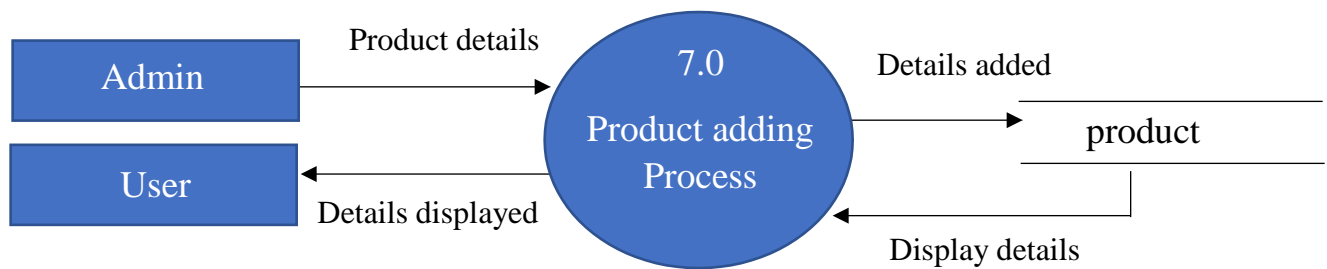 Product details
Admin
7.0
Details added
Product adding
Process
product
User
Details displayed
Display details